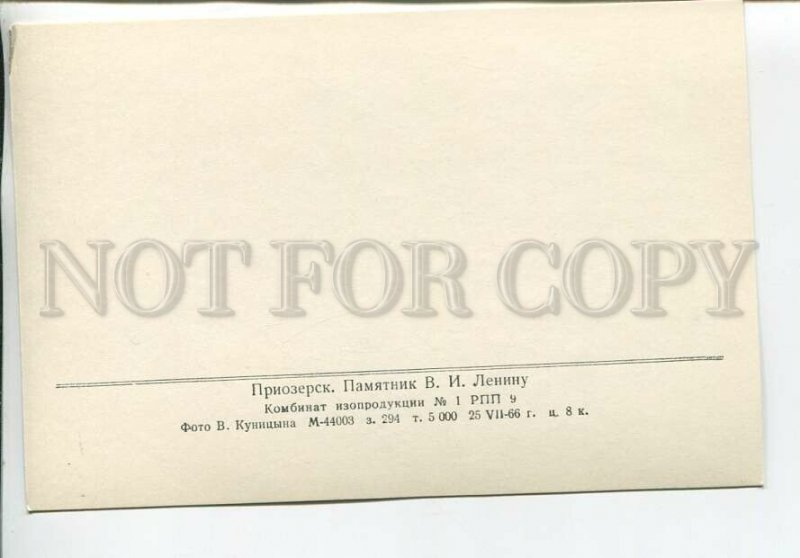 NOT FOR COPY
Приозерск. Памятник В. И. Ленину
Комбинат изопродукции № 1 РПП 9
Фото В. Куницына М-44003 з. 294 т. 5 000 25 VII-66 г. ц. 8 к.